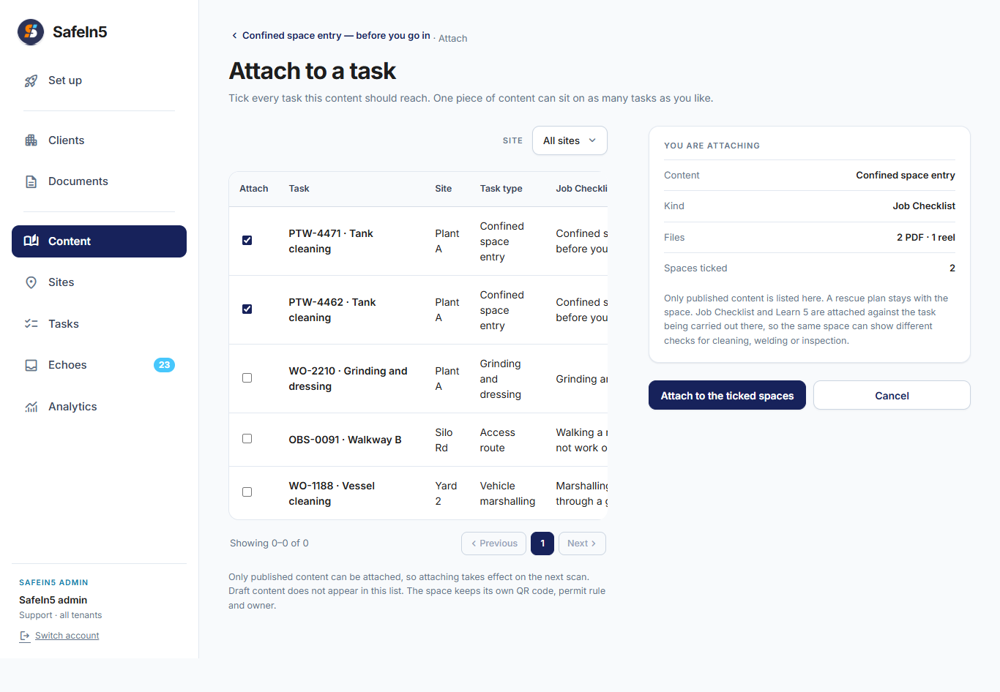 SafeIn5
Set up
Clients
Documents
Content
Sites
Tasks
Echoes 23
Analytics
SAFEIN5 ADMIN
SafeIn5 admin
Support · all tenants
Switch account
Confined space entry — before you go in · Attach
Attach to a task
Tick every task this content should reach. One piece of content can sit on as many tasks as you like.
SITE All sites
Attach Task Site Task type Job Checkli
PTW-4471 · Tank cleaning Plant A Confined space entry Confined s before you
PTW-4462 · Tank cleaning Plant A Confined space entry Confined s before you
WO-2210 · Grinding and dressing Plant A Grinding and dressing Grinding an
OBS-0091 · Walkway B Silo Rd Access route Walking a r not work o
WO-1188 · Vessel cleaning Yard 2 Vehicle marshalling Marshalling through a g
Showing 0–0 of 0
Previous 1 Next
Only published content can be attached, so attaching takes effect on the next scan.
Draft content does not appear in this list. The space keeps its own QR code, permit rule
and owner.
YOU ARE ATTACHING
Content Confined space entry
Kind Job Checklist
Files 2 PDF · 1 reel
Spaces ticked 2
Only published content is listed here. A rescue plan stays with the
space. Job Checklist and Learn 5 are attached against the task
being carried out there, so the same space can show different
checks for cleaning, welding or inspection.
Attach to the ticked spaces
Cancel